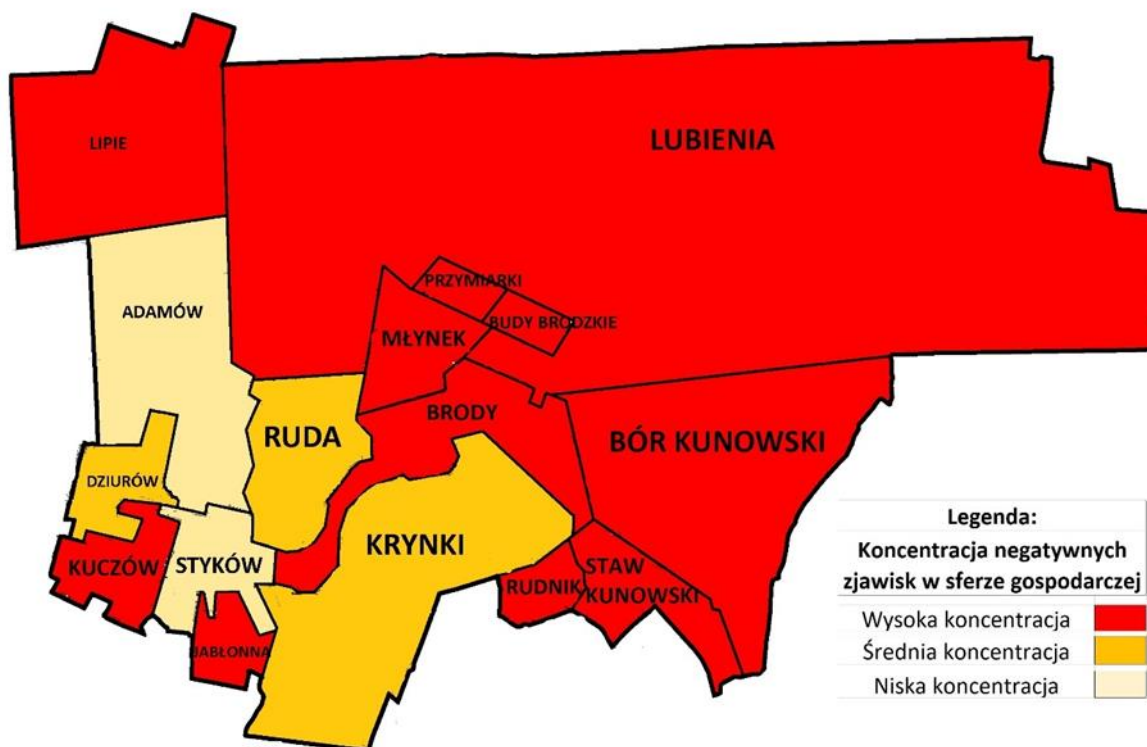 LIPIE
LUBIENIA
PRZYMIARKI
ADAMÓW
BUDY BRODZKIE
MŁYNEK
BRODY
RUDA
BÓR KUNOWSKI
DZIURÓW
KRYNKI
KUCZÓW
STYKÓW
STAW
KUNOWSKI
RUDNIK
JABŁONNA
Legenda:
Koncentracja negatywnych
zjawisk w sferze gospodarczej
Wysoka koncentracja
Średnia koncentracja
Niska koncentracja